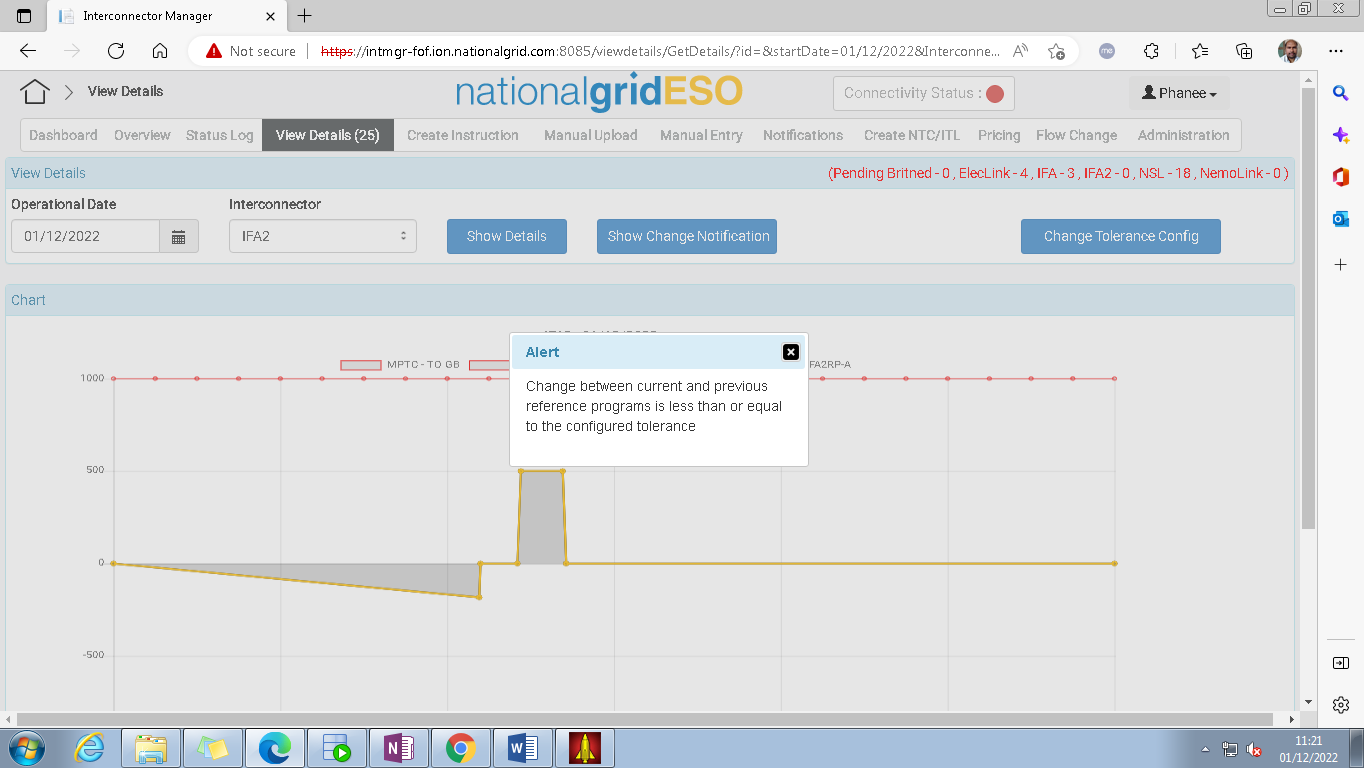 Interconnector Manager
Not secure
https://intmgr-fof.ion.nationalgrid.com:8085/viewdetails/GetDetails/?id=&startDate=01/12/2022&Interconne...
View Details
nationalgridESO
Connectivity Status :
Phanee
Dashboard Overview Status Log View Details (25) Create Instruction Manual Upload Manual Entry Notifications Create NTC/ITL Pricing Flow Change Administration
View Details
(Pending Britned - 0 , ElecLink - 4 , IFA - 3 , IFA2 - 0 , NSL - 18 , NemoLink - 0 )
Operational Date
Interconnector
01/12/2022
IFA2
Show Details
Show Change Notification
Change Tolerance Config
Chart
Alert
Change between current and previous
reference programs is less than or equal
to the configured tolerance
MPTC - TO GB
FA2RP-A
1000
500
0
-500
11:21
01/12/2022